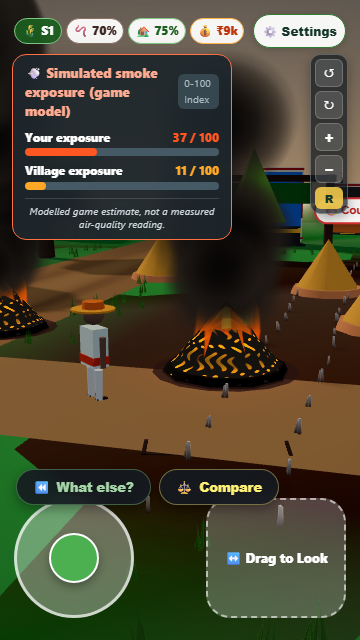 S1
70%
75%
₹9k
Settings
Simulated smoke
exposure (game
model)
0-100
Index
Your exposure 37 / 100
Village exposure 11 / 100
Modelled game estimate, not a measured
air-quality reading.
↺
↻
+
−
R
Cou
What else?
Compare
Drag to Look